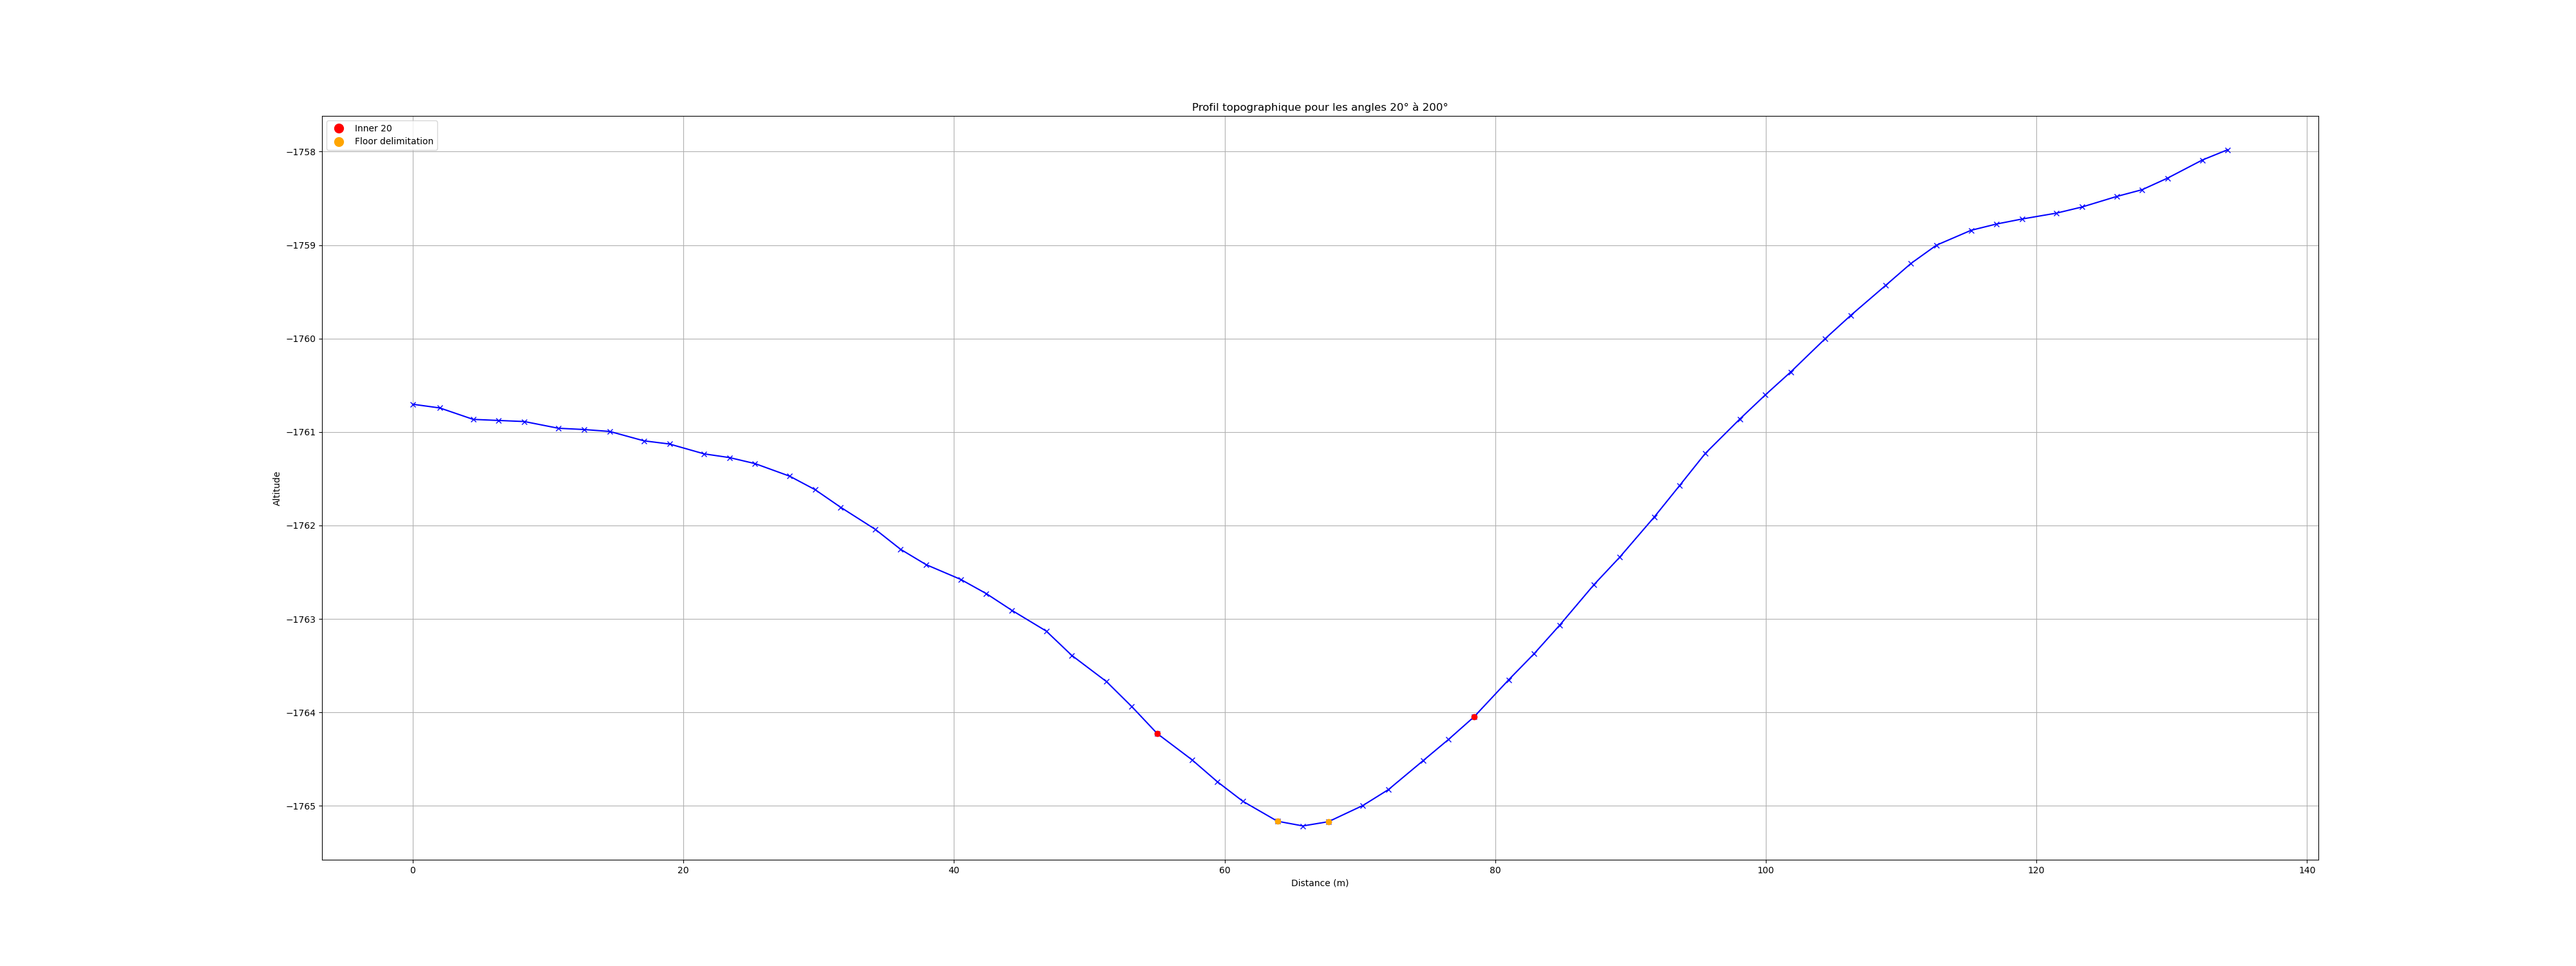 Profil topographique pour les angles 20° à 200°
Inner 20
Floor delimitation
−1758
−1759
−1760
−1761
−1762
−1763
−1764
−1765
Altitude
0 20 40 60 80 100 120 140
Distance (m)